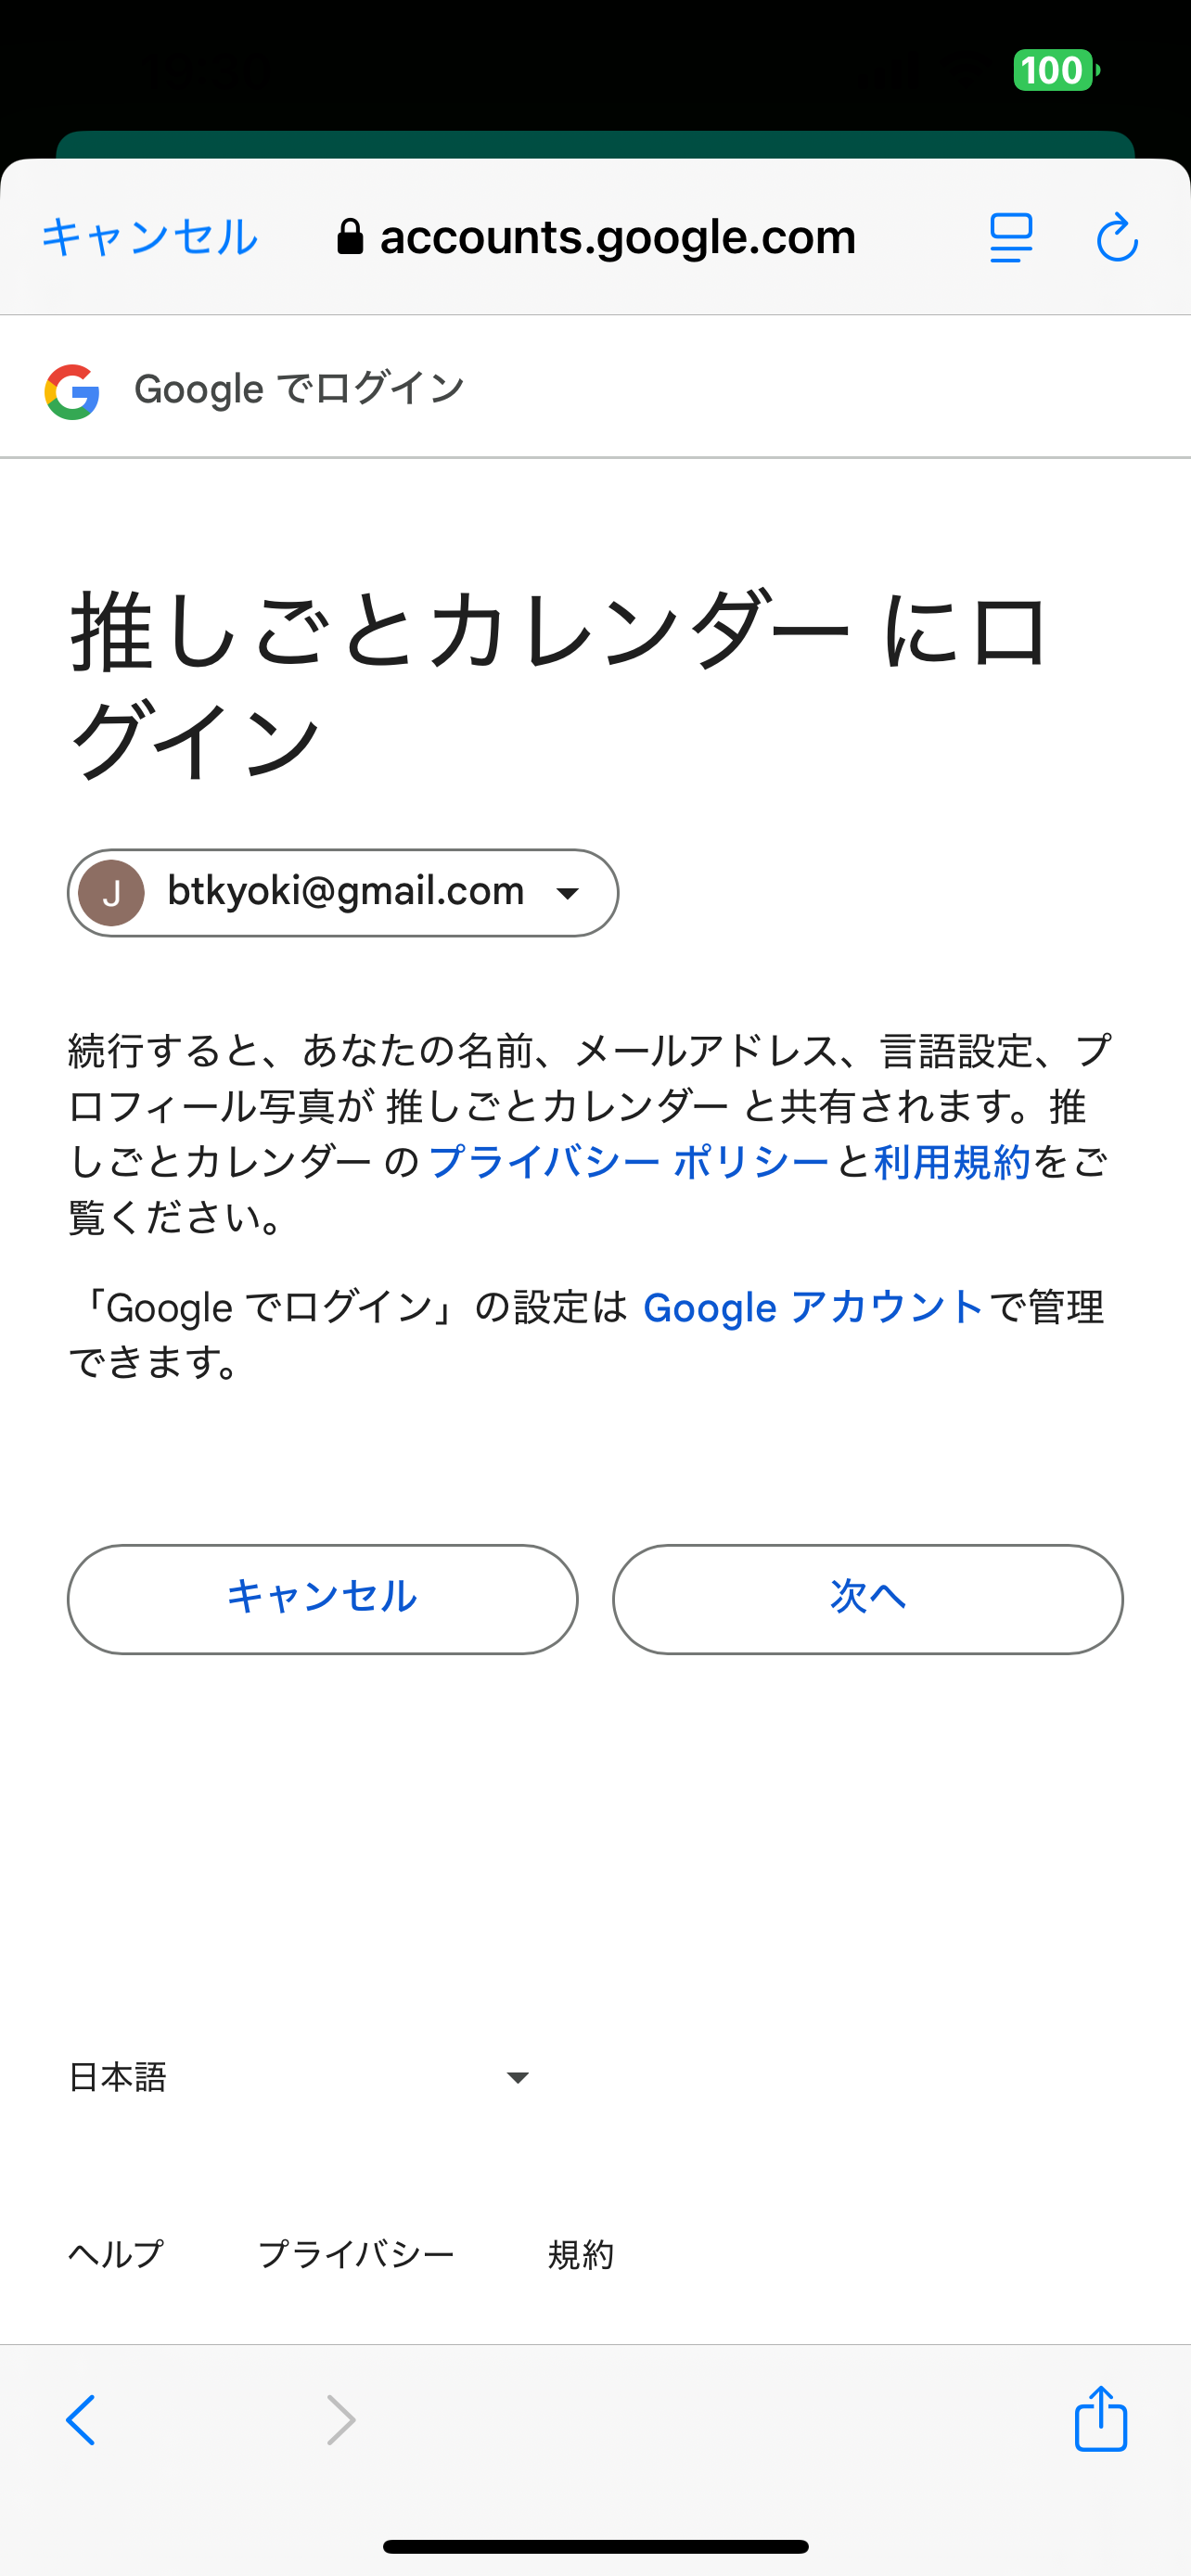 100
キャンセル accounts.google.com
Google でログイン
推しごとカレンダー にロ
グイン
J btkyoki@gmail.com
続行すると、あなたの名前、メールアドレス、言語設定、プ
ロフィール写真が 推しごとカレンダー と共有されます。推
しごとカレンダー のプライバシー ポリシーと利用規約をご
覧ください。
「Google でログイン」の設定は Google アカウントで管理
できます。
キャンセル 次へ
日本語
ヘルプ プライバシー 規約